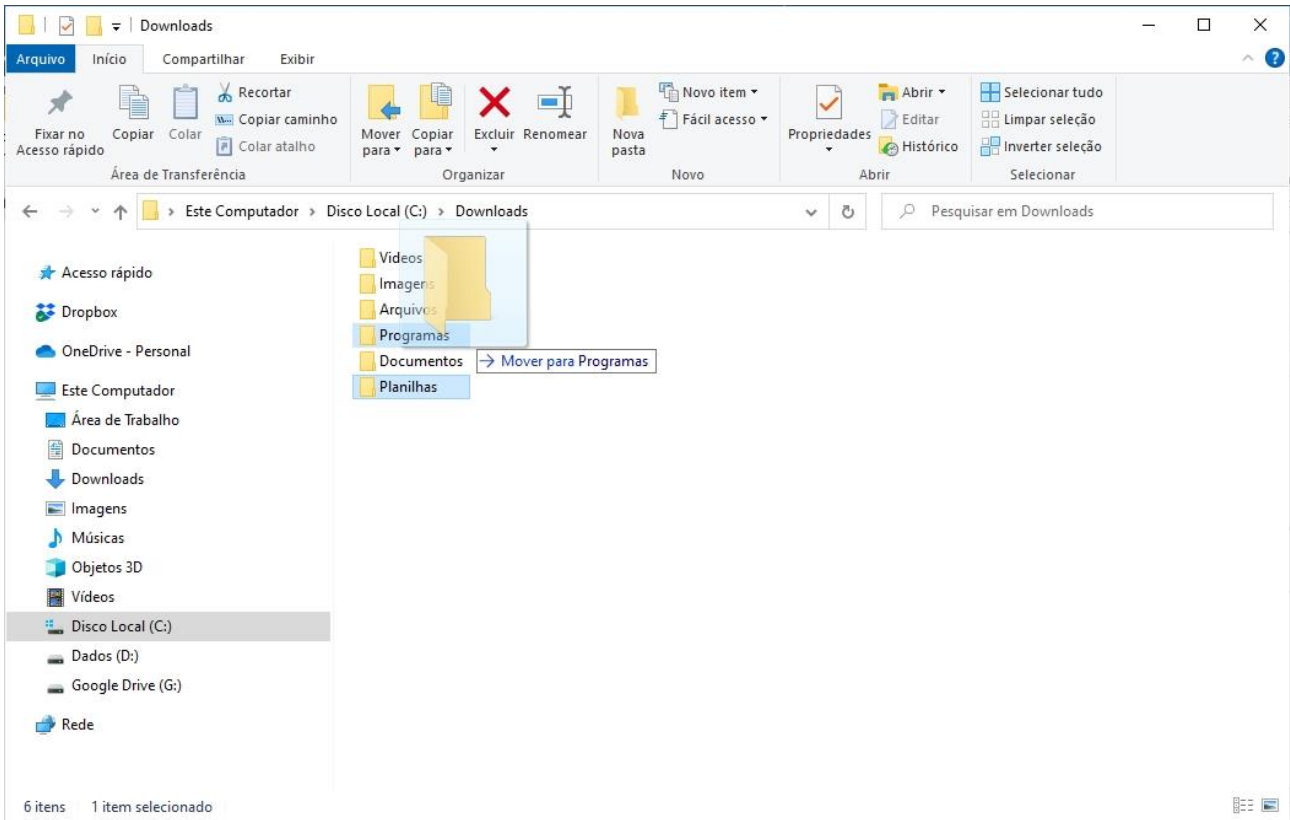 Downloads
Arquivo Início Compartilhar Exibir
Fixar no Acesso rápido
Copiar
Colar
Recortar
Copiar caminho
Colar atalho
Área de Transferência
Mover para
Copiar para
Excluir
Renomear
Organizar
Nova pasta
Novo item
Fácil acesso
Novo
Propriedades
Abrir
Editar
Histórico
Abrir
Selecionar tudo
Limpar seleção
Inverter seleção
Selecionar
Este Computador > Disco Local (C:) > Downloads
Pesquisar em Downloads
Acesso rápido
Dropbox
OneDrive - Personal
Este Computador
Área de Trabalho
Documentos
Downloads
Imagens
Músicas
Objetos 3D
Vídeos
Disco Local (C:)
Dados (D:)
Google Drive (G:)
Rede
Videos
Imagens
Arquivos
Programas
Documentos
Mover para Programas
Planilhas
6 itens 1 item selecionado